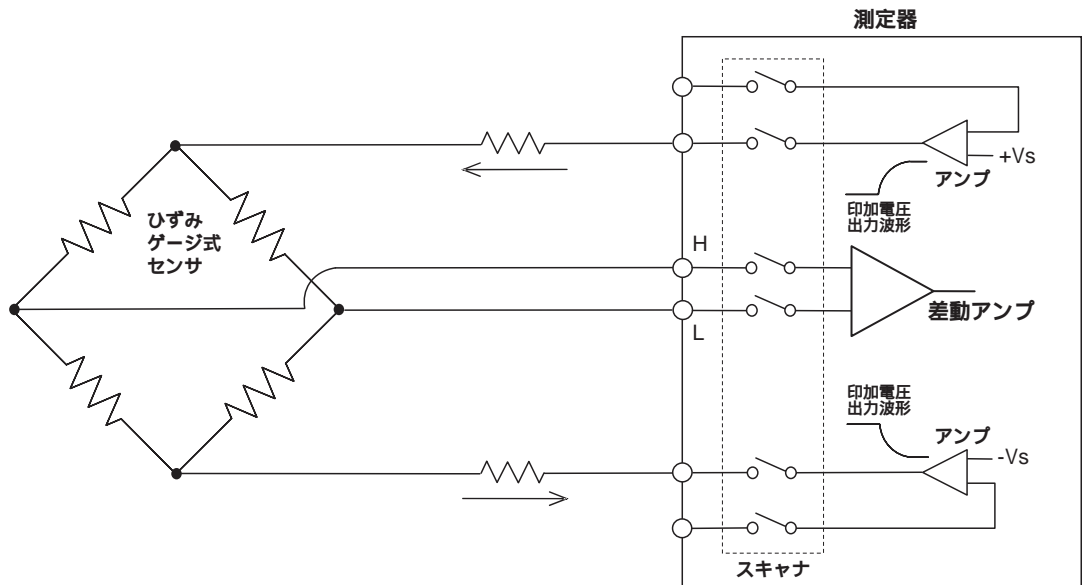 測定器
+Vs
アンプ
印加電圧
出力波形
ひずみ
ゲージ式
センサ
H
L
差動アンプ
印加電圧
出力波形
アンプ
-Vs
スキャナ